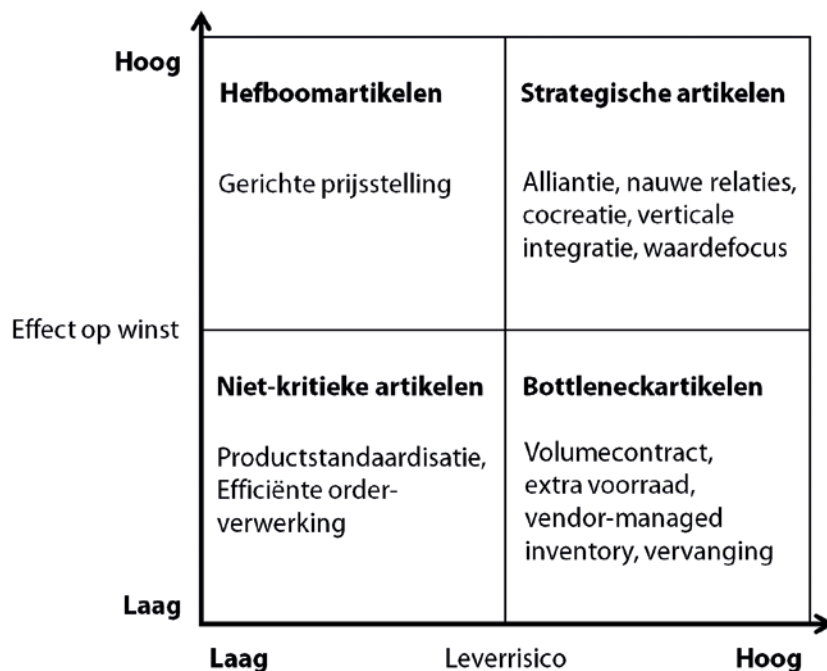 Hoog
Hefboomartikelen
Strategische artikelen
Gerichte prijsstelling
Alliantie, nauwe relaties,
cocreatie, verticale
integratie, waardefocus
Effect op winst
Niet-kritieke artikelen
Bottleneckartikelen
Productstandaardisatie,
Efficiënte order-
verwerking
Volumecontract,
extra voorraad,
vendor-managed
inventory, vervanging
Laag
Laag
Leverrisico
Hoog